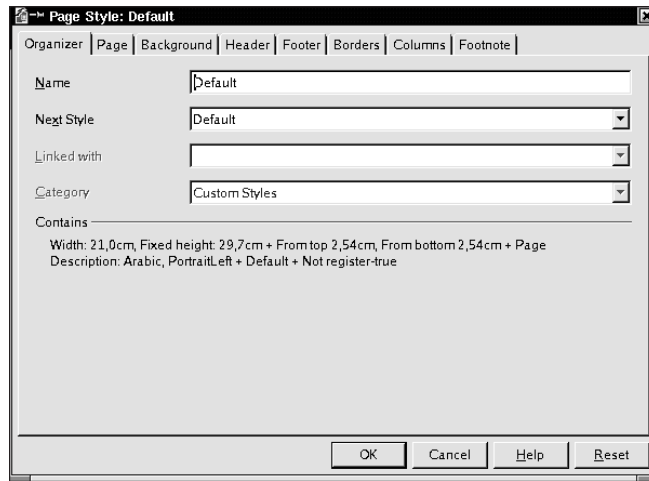 Page Style: Default
Organizer Page Background Header Footer Borders Columns Footnote
Name Default
Next Style Default
Linked with
Category Custom Styles
Contains
Width: 21,0cm, Fixed height: 29,7cm + From top 2,54cm, From bottom 2,54cm + Page
Description: Arabic, PortraitLeft + Default + Not register-true
OK Cancel Help Reset